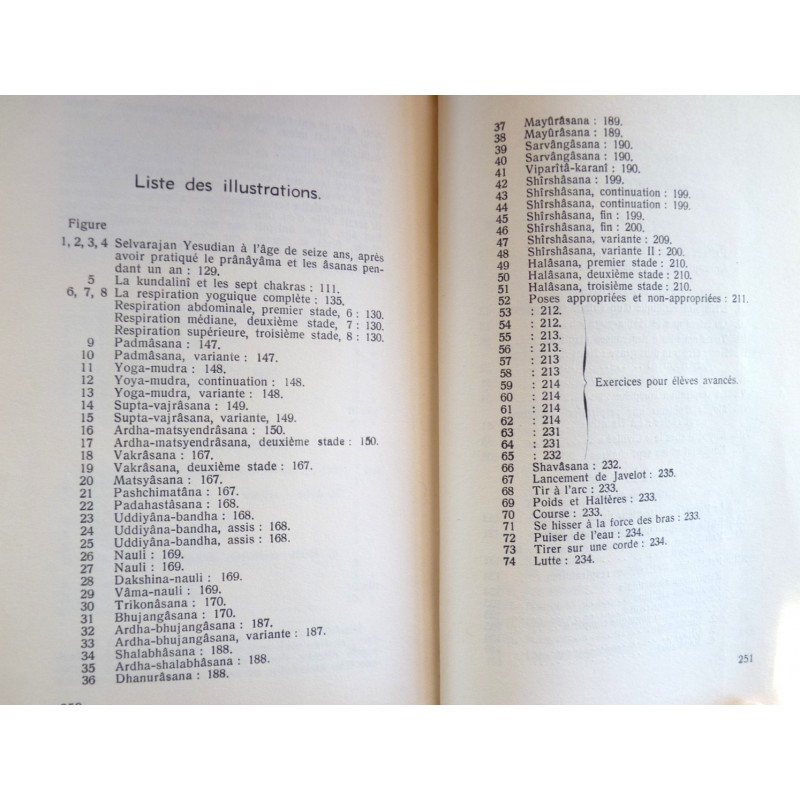 Liste des illustrations.
Figure
1, 2, 3, 4 Selvarajan Yesudian à l'âge de seize ans, après
avoir pratiqué le prânâyâma et les âsanas pen-
dant un an : 129.
5 La kundalinî et les sept chakras : 111.
6, 7, 8 La respiration yoguique complète : 135.
Respiration abdominale, premier stade, 6 : 130.
Respiration médiane, deuxième stade, 7 : 130.
Respiration supérieure, troisième stade, 8 : 130.
9 Padmâsana : 147.
10 Padmâsana, variante : 147.
11 Yoga-mudra : 148.
12 Yoya-mudra, continuation : 148.
13 Yoga-mudra, variante : 148.
14 Supta-vajrâsana : 149.
15 Supta-vajrâsana, variante, 149.
16 Ardha-matsyendrâsana : 150.
17 Ardha-matsyendrâsana, deuxième stade : 150.
18 Vakrâsana : 167.
19 Vakrâsana, deuxième stade : 167.
20 Matsyâsana : 167.
21 Pashchimatâna : 167.
22 Padahastâsana : 168.
23 Uddiyâna-bandha : 168.
24 Uddiyâna-bandha, assis : 168.
25 Uddiyâna-bandha, assis : 168.
26 Nauli : 169.
27 Nauli : 169.
28 Dakshina-nauli : 169.
29 Vâma-nauli : 169.
30 Trikonâsana : 170.
31 Bhujangâsana : 170.
32 Ardha-bhujangâsana : 187.
33 Ardha-bhujangâsana, variante : 187.
34 Shalabhâsana : 188.
35 Ardha-shalabhâsana : 188.
36 Dhanurâsana : 188.
37 Mayûrâsana : 189.
38 Mayûrâsana : 189.
39 Sarvângâsana : 190.
40 Sarvângâsana : 190.
41 Viparîtâ-karanî : 190.
42 Shîrshâsana : 199.
43 Shîrshâsana, continuation : 199.
44 Shîrshâsana, continuation : 199.
45 Shîrshâsana, fin : 199.
46 Shîrshâsana, fin : 200.
47 Shîrshâsana, variante : 209.
48 Shîrshâsana, variante II : 200.
49 Halâsana, premier stade : 210.
50 Halâsana, deuxième stade : 210.
51 Halâsana, troisième stade : 210.
52 Poses appropriées et non-appropriées : 211.
53 : 212.
54 : 212.
55 : 213.
56 : 213.
57 : 213
58 : 213
59 : 214 Exercices pour élèves avancés.
60 : 214
61 : 214
62 : 214
63 : 231
64 : 231
65 : 232
66 Shavâsana : 232.
67 Lancement de Javelot : 235.
68 Tir à l'arc : 233.
69 Poids et Haltères : 233.
70 Course : 233.
71 Se hisser à la force des bras : 233.
72 Puiser de l'eau : 234.
73 Tirer sur une corde : 234.
74 Lutte : 234.
251